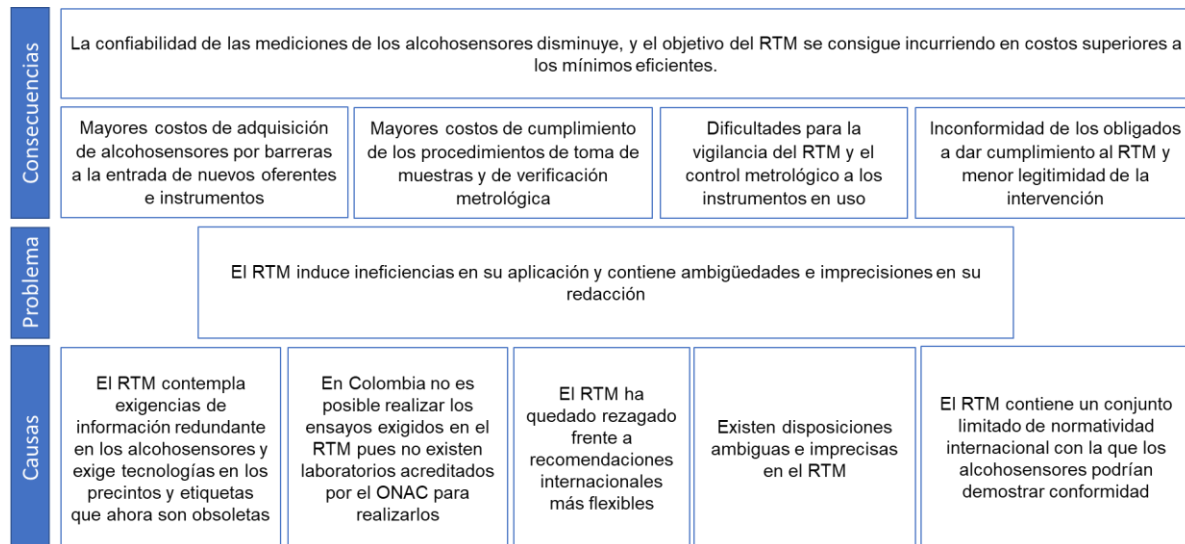 Consecuencias
La confiabilidad de las mediciones de los alcohosensores disminuye, y el objetivo del RTM se consigue incurriendo en costos superiores a
los mínimos eficientes.
Mayores costos de adquisición
de alcohosensores por barreras
a la entrada de nuevos oferentes
e instrumentos
Mayores costos de cumplimiento
de los procedimientos de toma de
muestras y de verificación
metrológica
Dificultades para la
vigilancia del RTM y el
control metrológico a los
instrumentos en uso
Inconformidad de los obligados
a dar cumplimiento al RTM y
menor legitimidad de la
intervención
Problema
El RTM induce ineficiencias en su aplicación y contiene ambigüedades e imprecisiones en su
redacción
Causas
El RTM contempla
exigencias de
información redundante
en los alcohosensores y
exige tecnologías en los
precintos y etiquetas
que ahora son obsoletas
En Colombia no es
posible realizar los
ensayos exigidos en el
RTM pues no existen
laboratorios acreditados
por el ONAC para
realizarlos
El RTM ha
quedado rezagado
frente a
recomendaciones
internacionales
más flexibles
Existen disposiciones
ambiguas e imprecisas
en el RTM
El RTM contiene un conjunto
limitado de normatividad
internacional con la que los
alcohosensores podrían
demostrar conformidad